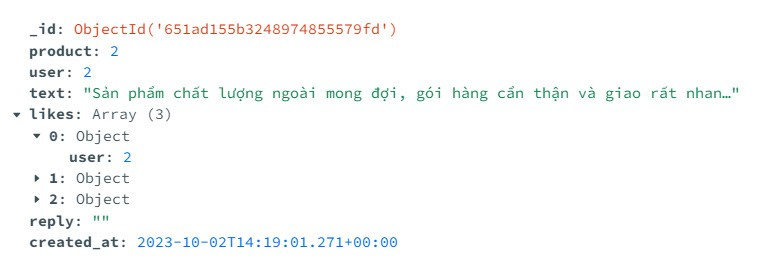 _id: ObjectId('651ad155b3248974855579fd')
product: 2
user: 2
text: "Sản phẩm chất lượng ngoài mong đợi, gói hàng cẩn thận và giao rất nhan…"
likes: Array (3)
0: Object
user: 2
1: Object
2: Object
reply: ""
created_at: 2023-10-02T14:19:01.271+00:00